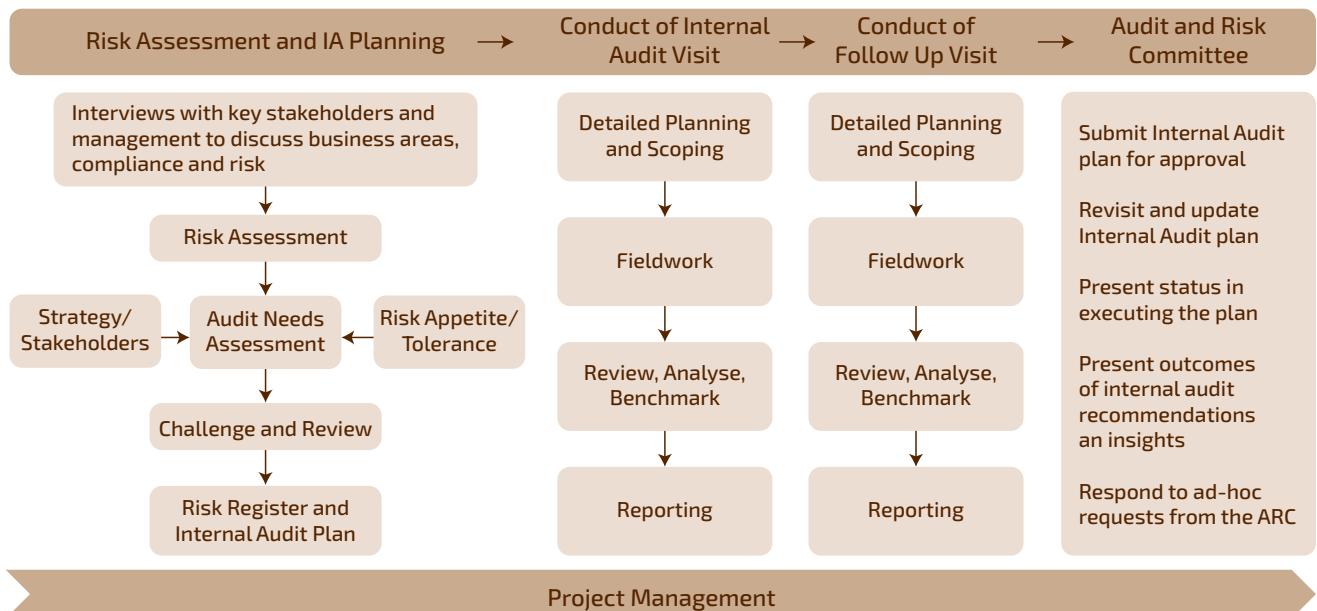 Risk Assessment and IA Planning
Conduct of Internal
Audit Visit
Conduct of
Follow Up Visit
Audit and Risk
Committee
Interviews with key stakeholders and
management to discuss business areas,
compliance and risk
Risk Assessment
Strategy/
Stakeholders
Audit Needs
Assessment
Risk Appetite/
Tolerance
Challenge and Review
Risk Register and
Internal Audit Plan
Detailed Planning
and Scoping
Fieldwork
Review, Analyse,
Benchmark
Reporting
Detailed Planning
and Scoping
Fieldwork
Review, Analyse,
Benchmark
Reporting
Submit Internal Audit
plan for approval
Revisit and update
Internal Audit plan
Present status in
executing the plan
Present outcomes
of internal audit
recommendations
an insights
Respond to ad-hoc
requests from the ARC
Project Management